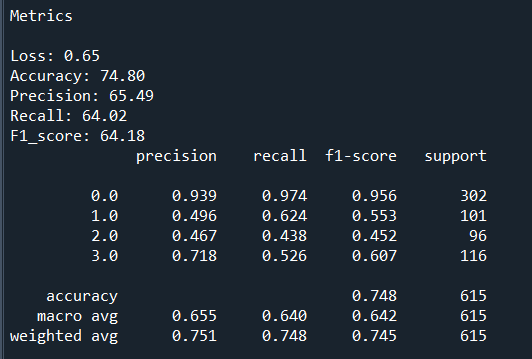 Metrics
Loss: 0.65
Accuracy: 74.80
Precision: 65.49
Recall: 64.02
F1_score: 64.18
precision recall f1-score support
0.0 0.939 0.974 0.956 302
1.0 0.496 0.624 0.553 101
2.0 0.467 0.438 0.452 96
3.0 0.718 0.526 0.607 116
accuracy 0.748 615
macro avg 0.655 0.640 0.642 615
weighted avg 0.751 0.748 0.745 615